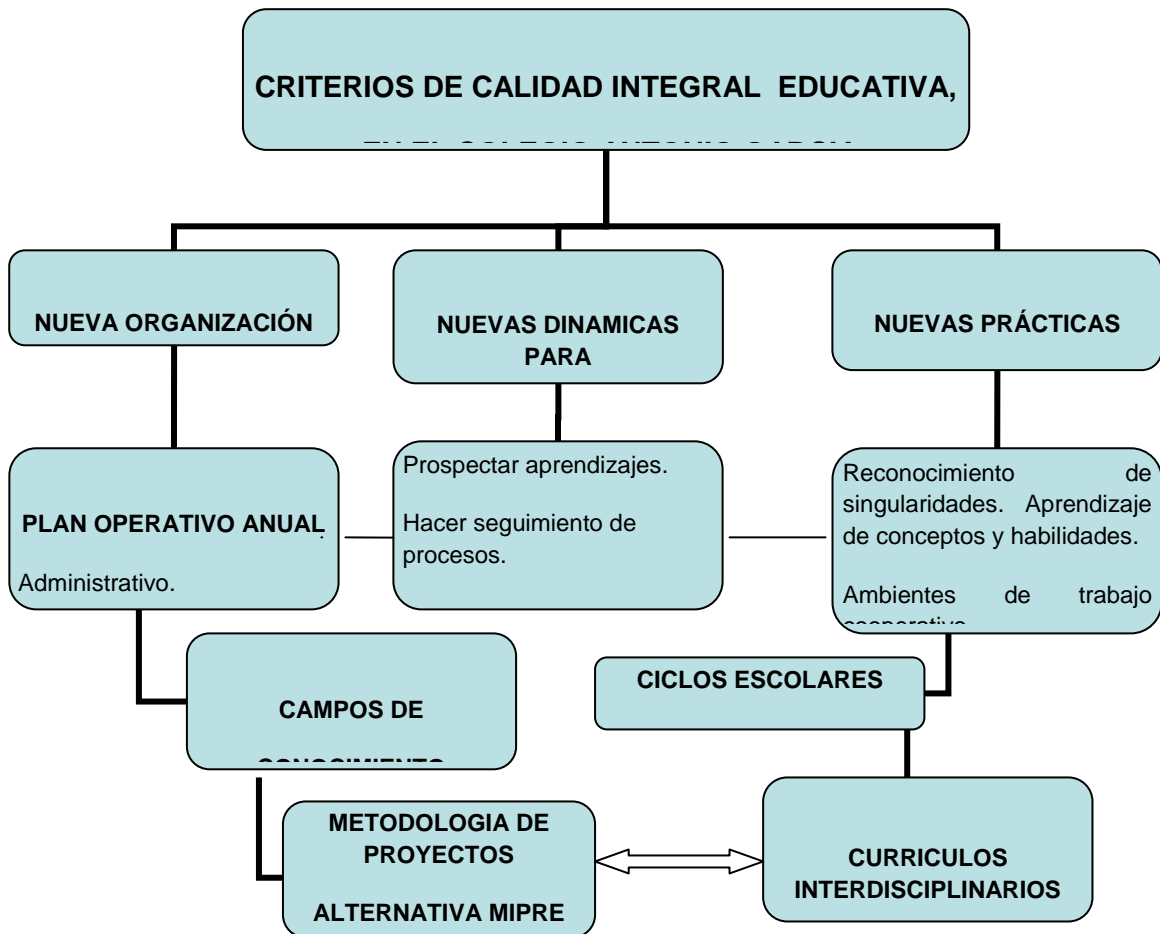 CRITERIOS DE CALIDAD INTEGRAL EDUCATIVA,
NUEVA ORGANIZACIÓN
NUEVAS DINAMICAS
PARA
NUEVAS PRÁCTICAS
PLAN OPERATIVO ANUAL
Administrativo.
Prospectar aprendizajes.
Hacer seguimiento de
procesos.
Reconocimiento de
singularidades. Aprendizaje
de conceptos y habilidades.
Ambientes de trabajo
CAMPOS DE
CICLOS ESCOLARES
METODOLOGIA DE
PROYECTOS
ALTERNATIVA MIPRE
CURRICULOS
INTERDISCIPLINARIOS